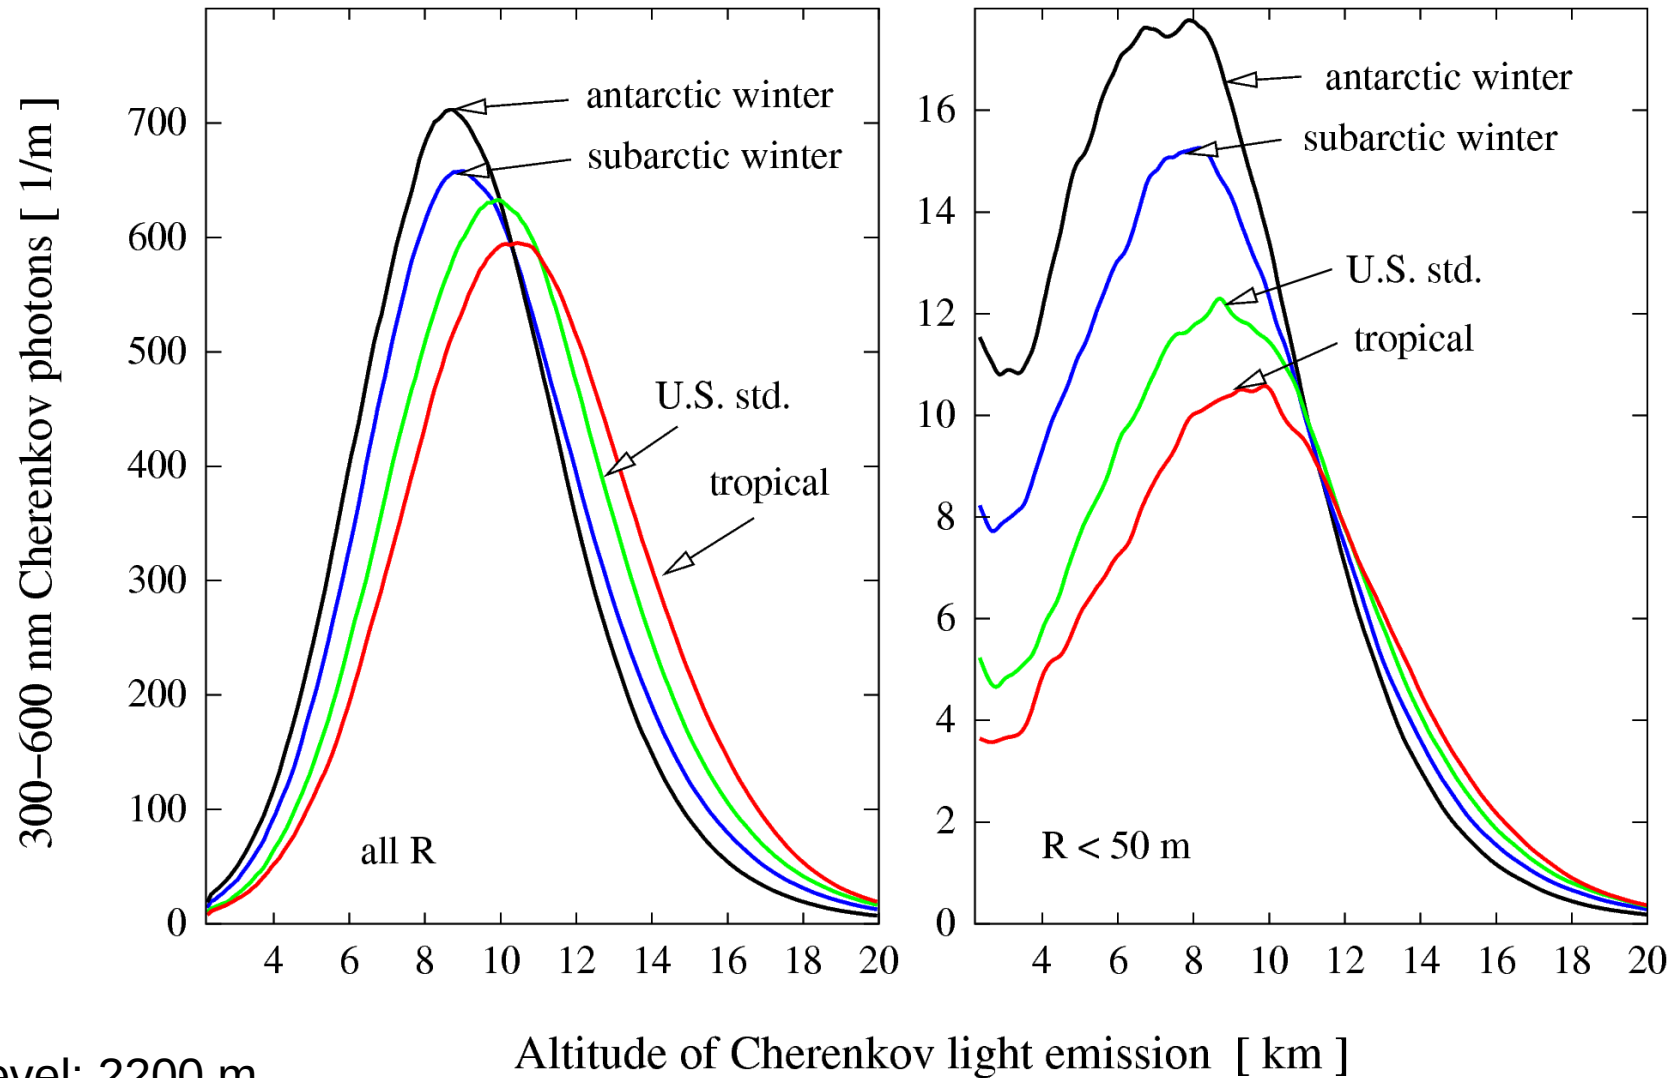 300–600 nm Cherenkov photons [ 1/m ]
700
600
500
400
300
200
100
0
4 6 8 10 12 14 16 18 20
antarctic winter
subarctic winter
U.S. std.
tropical
all R
16
14
12
10
8
6
4
2
0
4 6 8 10 12 14 16 18 20
antarctic winter
subarctic winter
U.S. std.
tropical
R < 50 m
Altitude of Cherenkov light emission [ km ]
evel: 2200 m